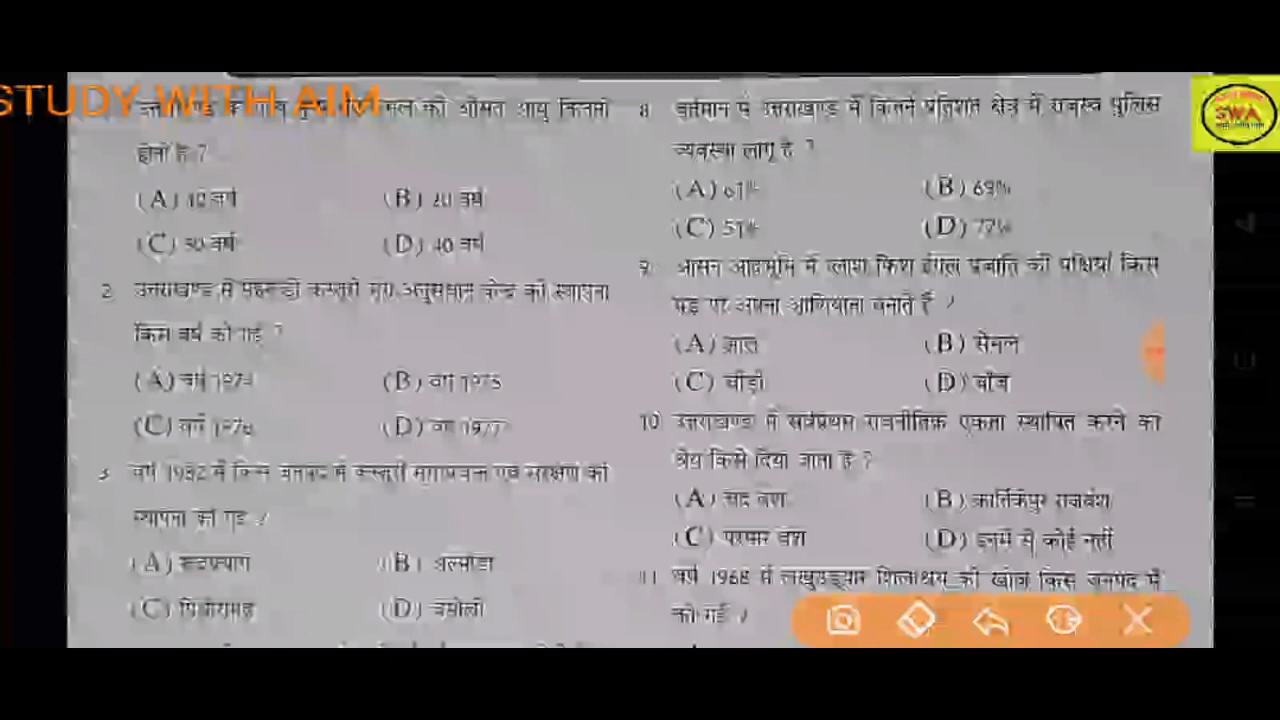 STUDY WITH AIM
SWA
की औसत आयु कितनी
होती है ?
(A) 10 वर्ष (B) 20 वर्ष
(C) 30 वर्ष (D) 40 वर्ष
2 उत्तराखण्ड में कस्तूरी मृग अनुसंधान केन्द्र की स्थापना
किस वर्ष की गई ?
(A) वर्ष 1974 (B) वर्ष 1975
(C) वर्ष 1976 (D) वर्ष 1977
3 वर्ष 1982 में किस जनपद में कस्तूरी मृग प्रजनन एवं संरक्षण की
स्थापना की गई ?
(A) रूद्रप्रयाग (B) अल्मोड़ा
(C) पिथौरागढ़ (D) चमोली
8 वर्तमान में उत्तराखण्ड में कितने प्रतिशत क्षेत्र में राजस्व पुलिस
व्यवस्था लागू है ?
(A) 61% (B) 69%
(C) 51% (D) 77%
9 आसन आद्रभूमि में प्लाश फिश ईगल प्रजाति की पक्षियां किस
पेड़ पर अपना आशियाना बनाते हैं ?
(A) साल (B) सेमल
(C) चीड़ (D) बाँज
10 उत्तराखण्ड में सर्वप्रथम राजनीतिक एकता स्थापित करने का
श्रेय किसे दिया जाता है ?
(A) चंद वंश (B) कार्तिकेपुर राजवंश
(C) परमार वंश (D) इनमें से कोई नहीं
11 वर्ष 1968 में लखुउड्यार शिलाश्रय की खोज किस जनपद में
की गई ?